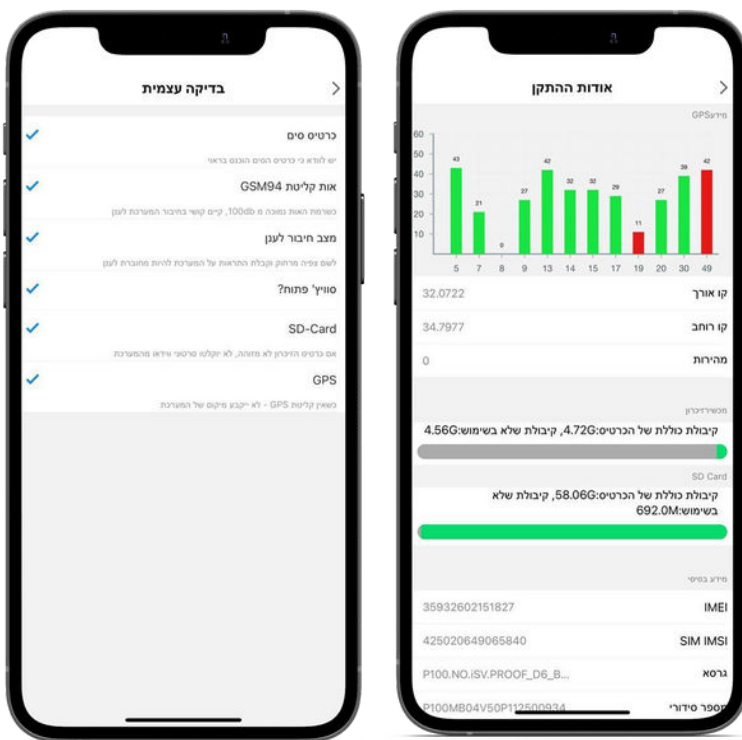 בדיקה עצמית
כרטיס סים
יש לוודא כי כרטיס הסים הוכנס בראוי
אות קליטת GSM94
כשרמת האות נמוכה מ 100db, קיים קושי בחיבור המערכת לענן
מצב חיבור לענן
לשם צפיה מרחוק וקבלת התראות על המערכת להיות מחוברת לענן
סוויץ' פתוח?
SD-Card
אם כרטיס הזיכרון לא מזוהה, לא יוקלטו סרטוני ווידאו מהמערכת
GPS
כשאין קליטת GPS - לא ייקבע מיקום של המערכת
אודות ההתקן
מידעGPS
60
50
40
30
20
10
43
21
0
27
42
32
32
29
11
27
39
42
5 7 8 9 13 14 15 17 19 20 30 49
קו אורך 32.0722
קו רוחב 34.7977
מהירות 0
מכשירזיכרון
קיבולת כוללת של הכרטיס:4.72G, קיבולת שלא בשימוש:4.56G
SD Card
קיבולת כוללת של הכרטיס:58.06G, קיבולת שלא
בשימוש:692.0M
מידע בסיסי
IMEI 35932602151827
SIM IMSI 425020649065840
גרסא P100.NO.iSV.PROOF_D6_B...
מספר סידורי P100MB04V50P112500934